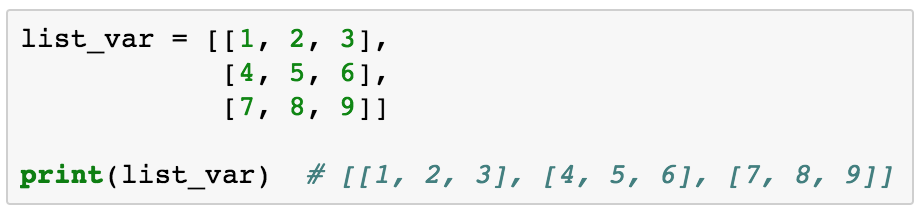 list_var = [[1, 2, 3],
            [4, 5, 6],
            [7, 8, 9]]
print(list_var)  # [[1, 2, 3], [4, 5, 6], [7, 8, 9]]